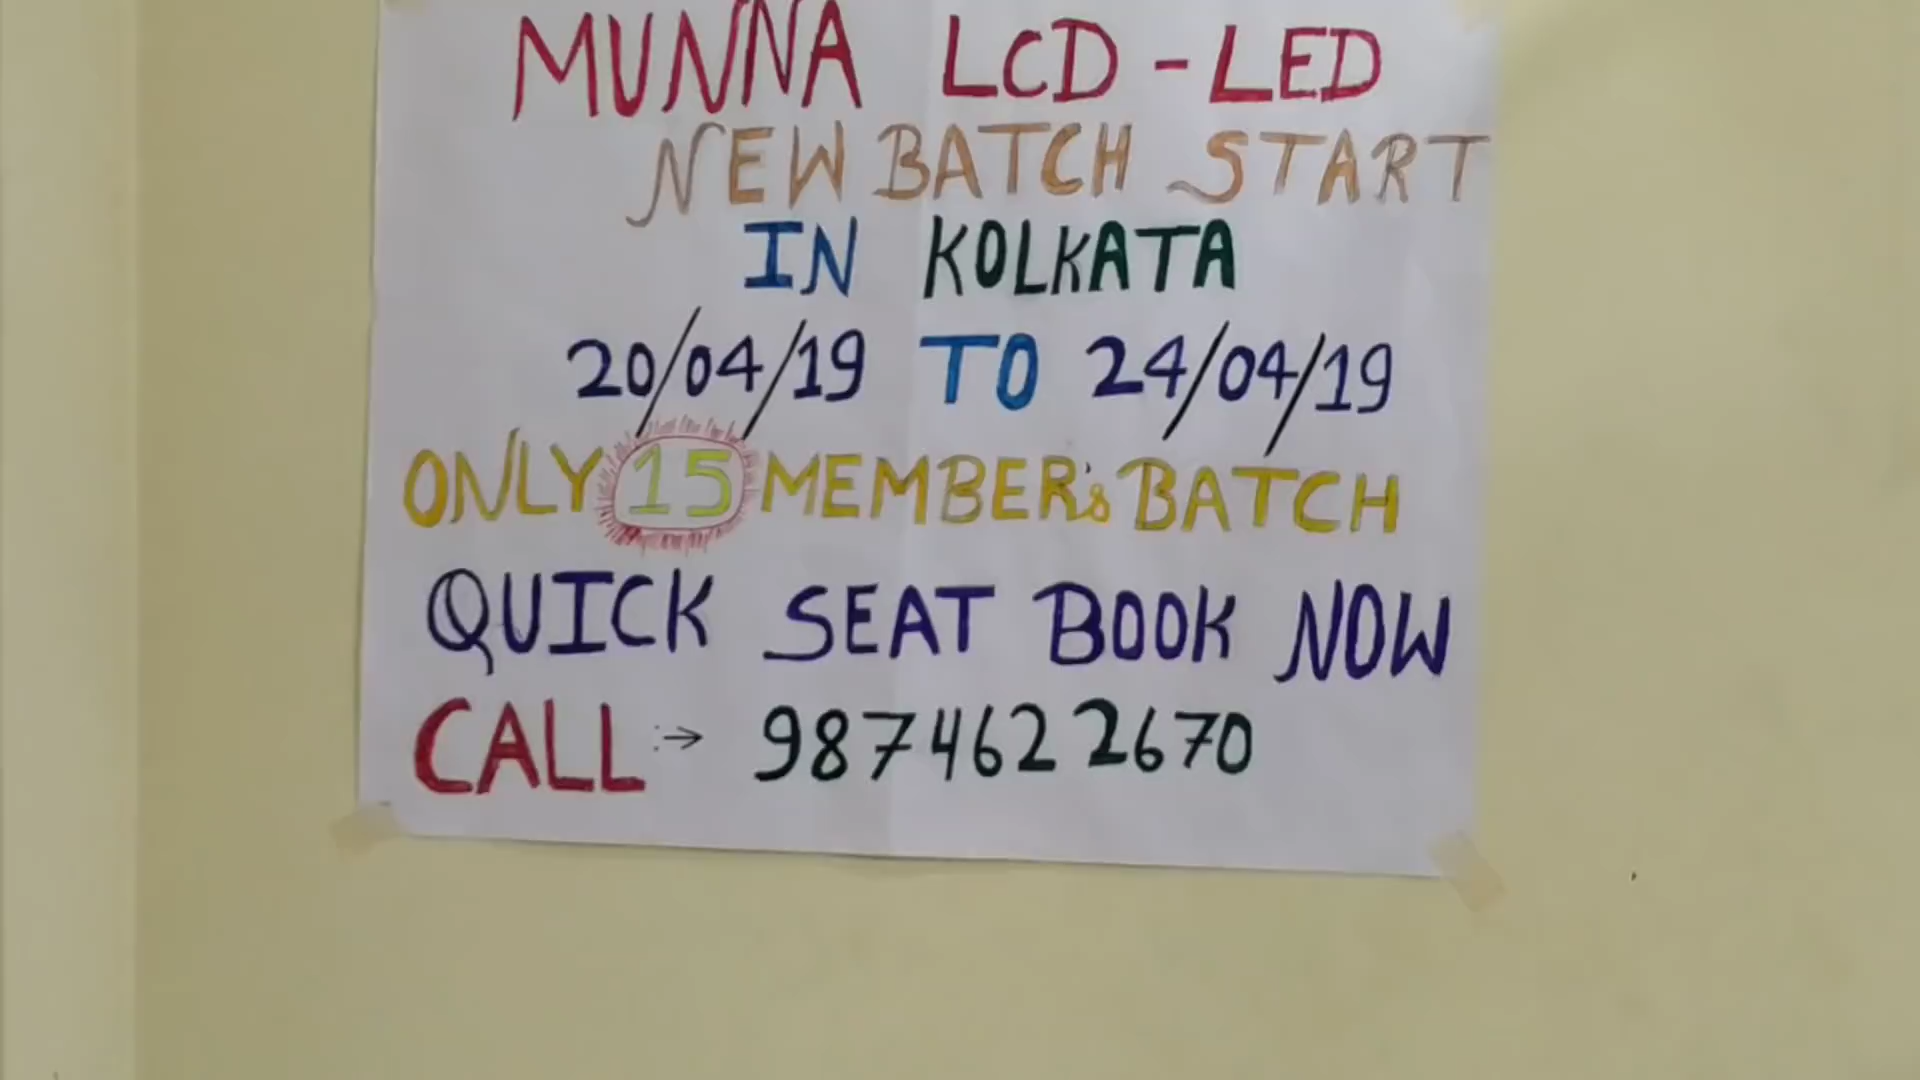 MUNNA LCD - LED
NEW BATCH START
IN KOLKATA
20/04/19 TO 24/04/19
ONLY 15 MEMBER's BATCH
QUICK SEAT BOOK NOW
CALL :→ 9874622670